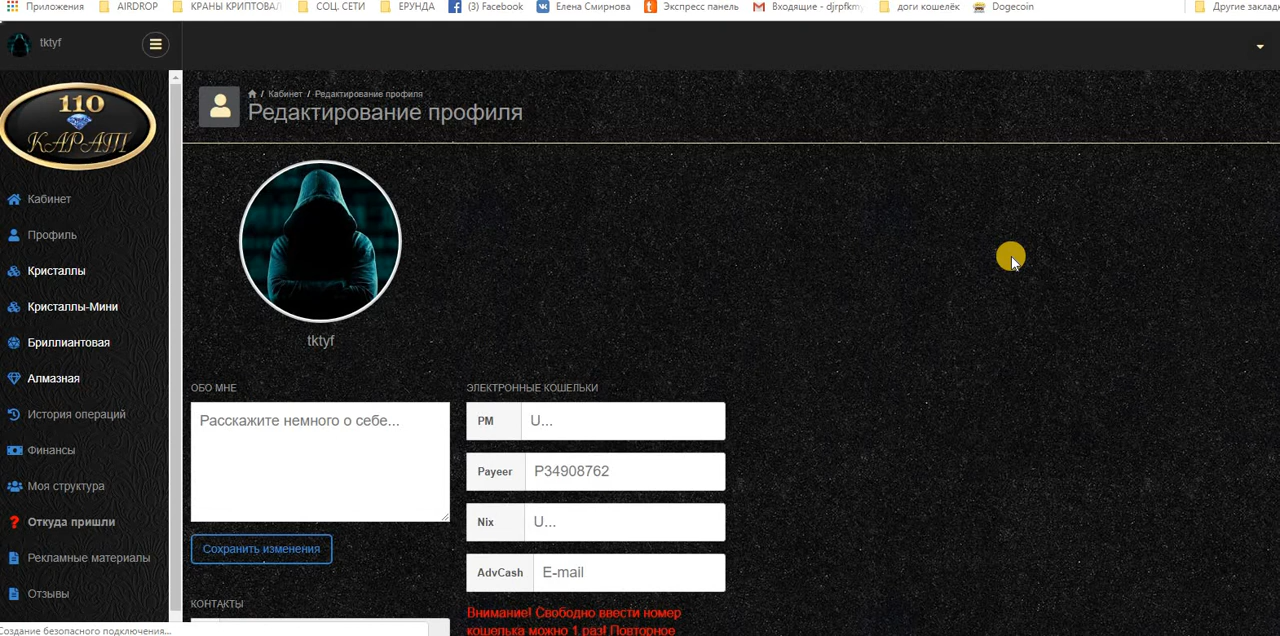 Приложения AIRDROP КРАНЫ КРИПТОВАЛ СОЦ. СЕТИ ЕРУНДА (3) Facebook Елена Смирнова Экспресс панель Входящие - djrpfkmy доги кошелёк Dogecoin Другие заклад
tktyf
110
КАРАТ
/ Кабинет / Редактирование профиля
Редактирование профиля
Кабинет
Профиль
Кристаллы
Кристаллы-Мини
Бриллиантовая
Алмазная
История операций
Финансы
Моя структура
? Откуда пришли
Рекламные материалы
Отзывы
tktyf
ОБО МНЕ
Расскажите немного о себе...
Сохранить изменения
КОНТАКТЫ
ЭЛЕКТРОННЫЕ КОШЕЛЬКИ
PM U...
Payeer P34908762
Nix U...
AdvCash E-mail
Внимание! Свободно ввести номер
кошелька можно 1 раз! Повторное
Создание безопасного подключения...